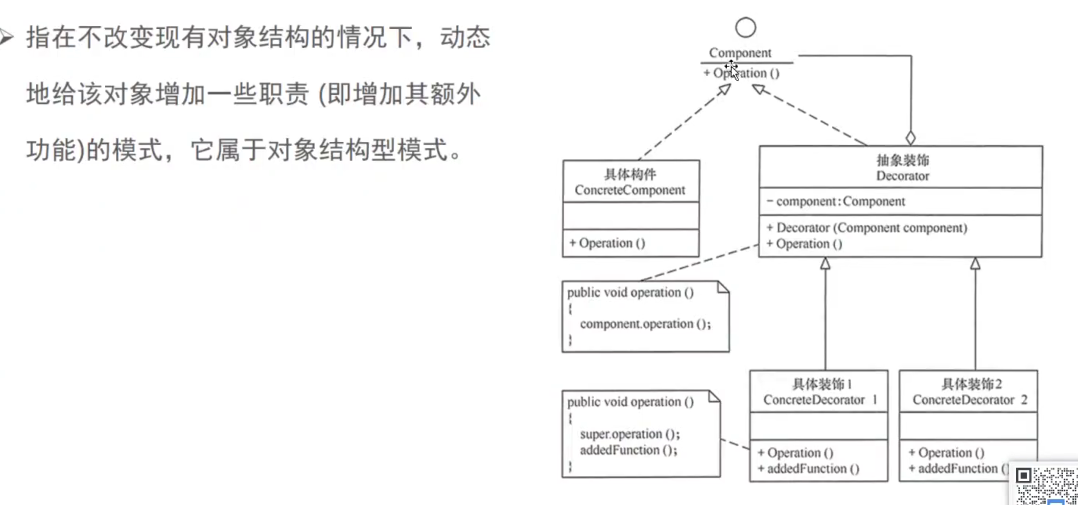 指在不改变现有对象结构的情况下，动态
地给该对象增加一些职责 (即增加其额外
功能)的模式，它属于对象结构型模式。
Component
+ Operation ()
具体构件
ConcreteComponent
+ Operation ()
抽象装饰
Decorator
- component:Component
+ Decorator (Component component)
+ Operation ()
public void operation ()
{
component.operation ();
}
public void operation ()
{
super.operation ();
addedFunction ();
}
具体装饰1
ConcreteDecorator 1
+ Operation ()
+ addedFunction ()
具体装饰2
ConcreteDecorator 2
+ Operation ()
+ addedFunction (